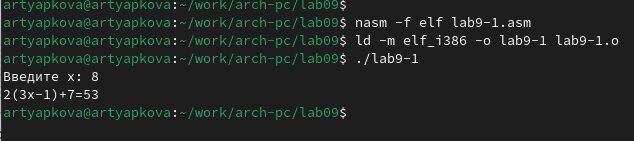 artyapkova@artyapkova:~/work/arch-pc/lab09$
artyapkova@artyapkova:~/work/arch-pc/lab09$ nasm -f elf lab9-1.asm
artyapkova@artyapkova:~/work/arch-pc/lab09$ ld -m elf_i386 -o lab9-1 lab9-1.o
artyapkova@artyapkova:~/work/arch-pc/lab09$ ./lab9-1
Введите x: 8
2(3x-1)+7=53
artyapkova@artyapkova:~/work/arch-pc/lab09$